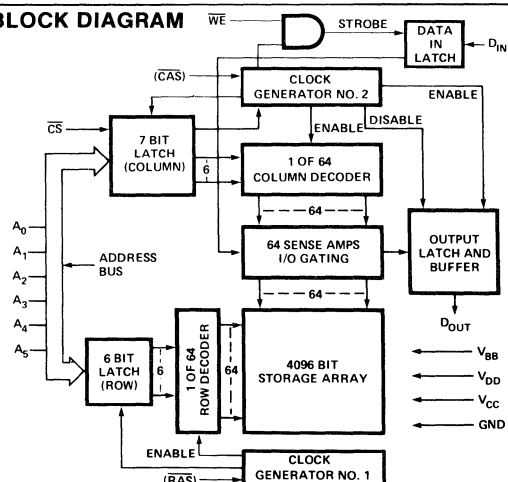 BLOCK DIAGRAM
WE
STROBE
DATA
IN
LATCH
DIN
(CAS)
CLOCK
GENERATOR NO. 2
ENABLE
DISABLE
ENABLE
CS
7 BIT
LATCH
(COLUMN)
6
1 OF 64
COLUMN DECODER
64
64 SENSE AMPS
I/O GATING
OUTPUT
LATCH AND
BUFFER
A0
A1
A2
A3
A4
A5
ADDRESS
BUS
64
DOUT
6 BIT
LATCH
(ROW)
6
1 OF 64
ROW DECODER
64
4096 BIT
STORAGE ARRAY
VBB
VDD
VCC
GND
ENABLE
(RAS)
CLOCK
GENERATOR NO. 1